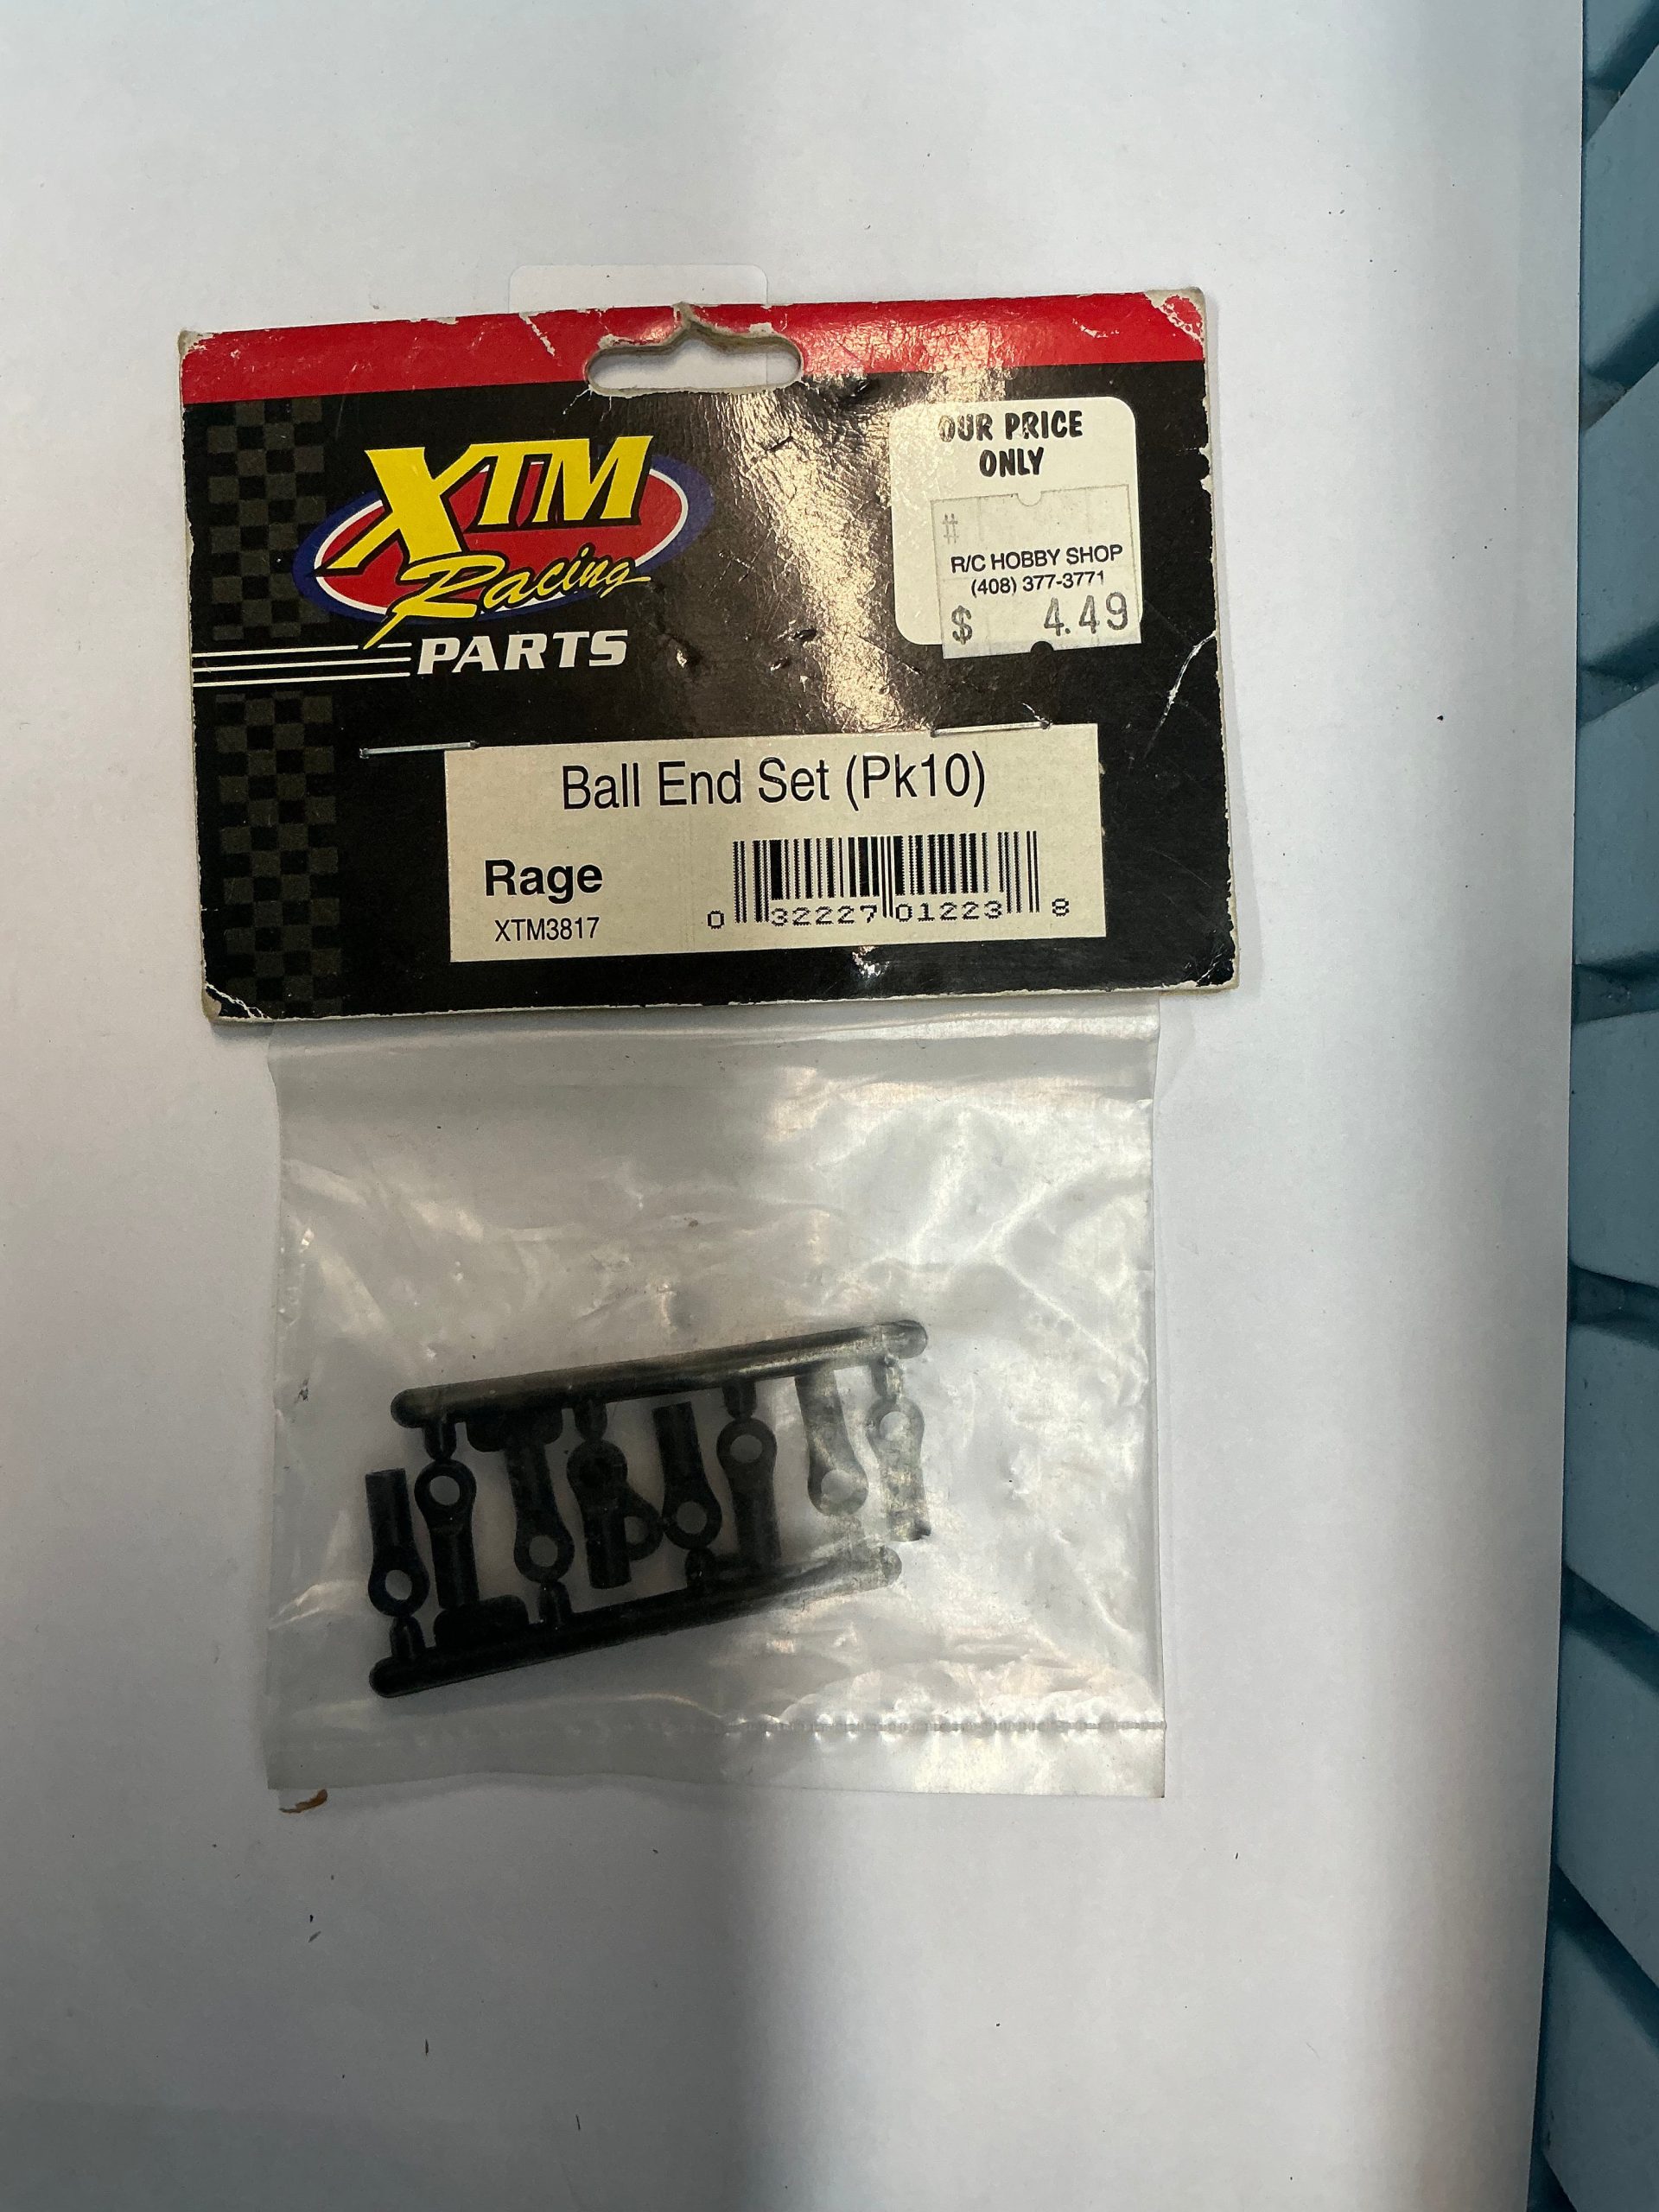 XTM
Racing
PARTS
OUR PRICE
ONLY
#
R/C HOBBY SHOP
(408) 377-3771
$ 4.49
Ball End Set (Pk10)
Rage
XTM3817
0 32227 01223 8